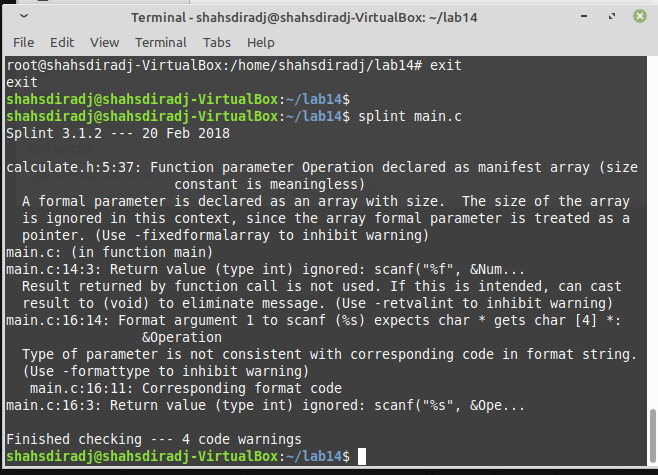 Terminal - shahsdiradj@shahsdiradj-VirtualBox: ~/lab14
File Edit View Terminal Tabs Help
root@shahsdiradj-VirtualBox:/home/shahsdiradj/lab14# exit
exit
shahsdiradj@shahsdiradj-VirtualBox:~/lab14$
shahsdiradj@shahsdiradj-VirtualBox:~/lab14$ splint main.c
Splint 3.1.2 --- 20 Feb 2018
calculate.h:5:37: Function parameter Operation declared as manifest array (size
constant is meaningless)
A formal parameter is declared as an array with size.  The size of the array
is ignored in this context, since the array formal parameter is treated as a
pointer. (Use -fixedformalarray to inhibit warning)
main.c: (in function main)
main.c:14:3: Return value (type int) ignored: scanf("%f", &Num...
Result returned by function call is not used. If this is intended, can cast
result to (void) to eliminate message. (Use -retvalint to inhibit warning)
main.c:16:14: Format argument 1 to scanf (%s) expects char * gets char [4] *:
&Operation
Type of parameter is not consistent with corresponding code in format string.
(Use -formattype to inhibit warning)
main.c:16:11: Corresponding format code
main.c:16:3: Return value (type int) ignored: scanf("%s", &Ope...
Finished checking --- 4 code warnings
shahsdiradj@shahsdiradj-VirtualBox:~/lab14$